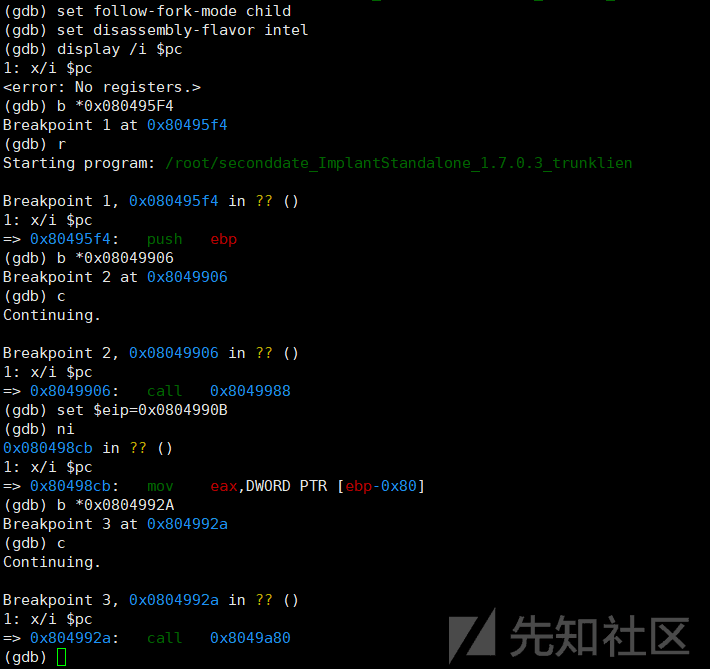 (gdb) set follow-fork-mode child
(gdb) set disassembly-flavor intel
(gdb) display /i $pc
1: x/i $pc
<error: No registers.>
(gdb) b *0x080495F4
Breakpoint 1 at 0x80495f4
(gdb) r
Starting program: /root/seconddate_ImplantStandalone_1.7.0.3_trunklien

Breakpoint 1, 0x080495f4 in ?? ()
1: x/i $pc
=> 0x80495f4:   push   ebp
(gdb) b *0x08049906
Breakpoint 2 at 0x8049906
(gdb) c
Continuing.

Breakpoint 2, 0x08049906 in ?? ()
1: x/i $pc
=> 0x8049906:   call   0x8049988
(gdb) set $eip=0x0804990B
(gdb) ni
0x080498cb in ?? ()
1: x/i $pc
=> 0x80498cb:   mov    eax,DWORD PTR [ebp-0x80]
(gdb) b *0x0804992A
Breakpoint 3 at 0x804992a
(gdb) c
Continuing.

Breakpoint 3, 0x0804992a in ?? ()
1: x/i $pc
=> 0x804992a:   call   0x8049a80
(gdb)
先知社区